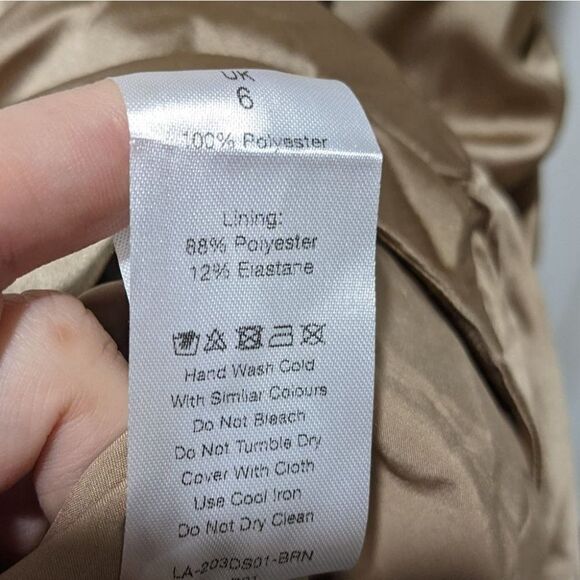 UK
6
100% Polyester
Lining:
88% Polyester
12% Elastane
Hand Wash Cold
With Similar Colours
Do Not Bleach
Do Not Tumble Dry
Cover With Cloth
Use Cool Iron
Do Not Dry Clean
LA-203DS01-BRN